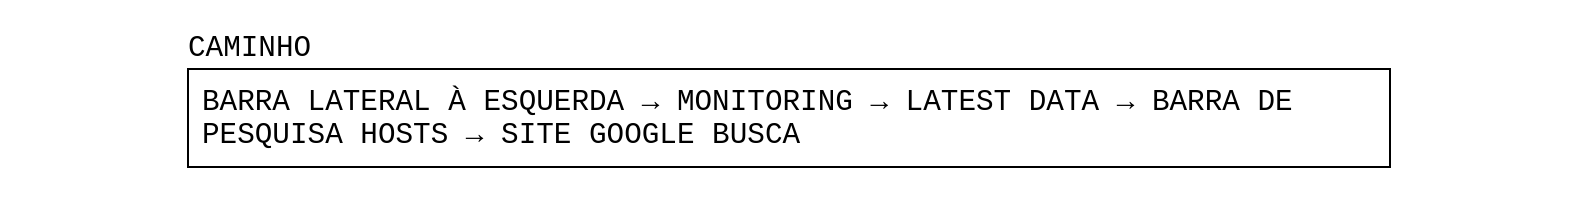 CAMINHO
BARRA LATERAL À ESQUERDA → MONITORING → LATEST DATA → BARRA DE
PESQUISA HOSTS → SITE GOOGLE BUSCA